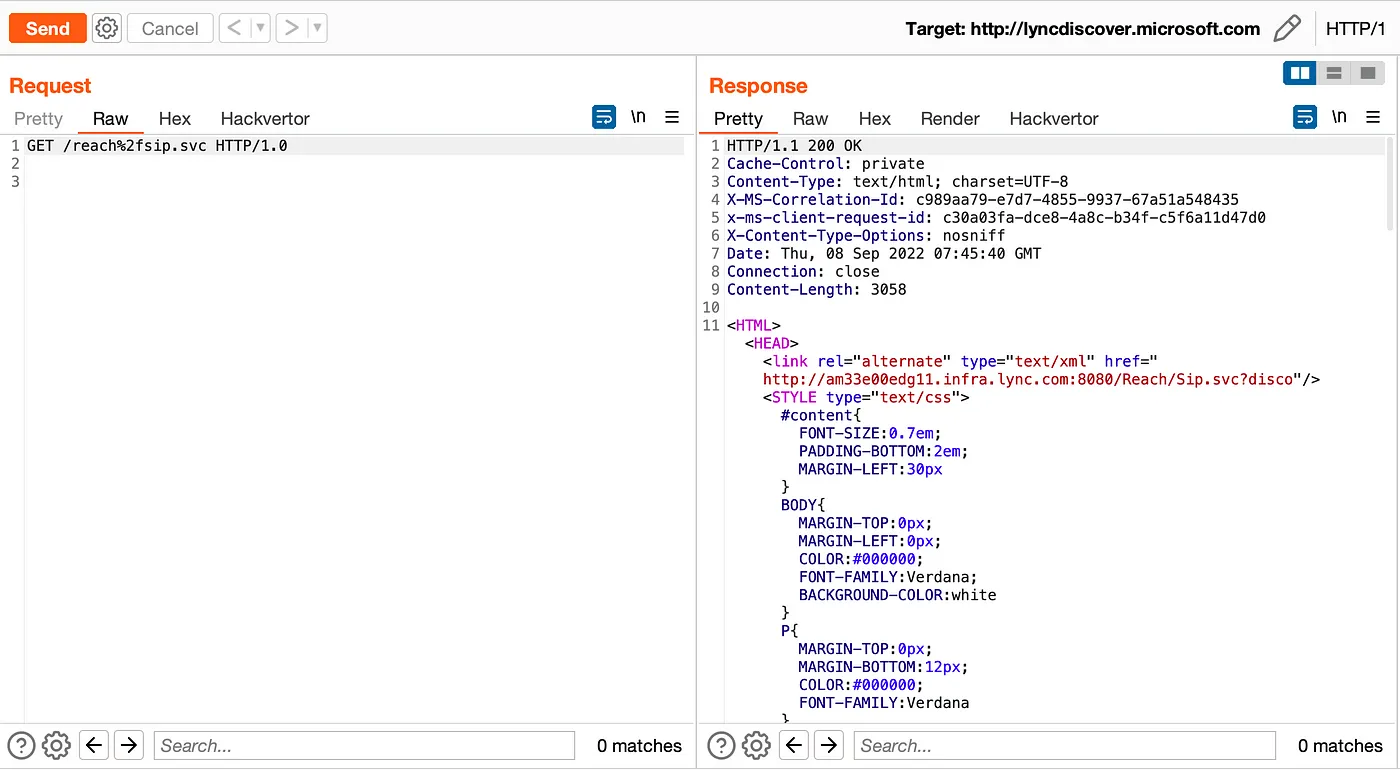 Send Cancel < > Target: http://lyncdiscover.microsoft.com HTTP/1
Request
Pretty Raw Hex Hackvertor \n
1 GET /reach%2fsip.svc HTTP/1.0
2
3
? Search... 0 matches
Response
Pretty Raw Hex Render Hackvertor \n
1 HTTP/1.1 200 OK
2 Cache-Control: private
3 Content-Type: text/html; charset=UTF-8
4 X-MS-Correlation-Id: c989aa79-e7d7-4855-9937-67a51a548435
5 x-ms-client-request-id: c30a03fa-dce8-4a8c-b34f-c5f6a11d47d0
6 X-Content-Type-Options: nosniff
7 Date: Thu, 08 Sep 2022 07:45:40 GMT
8 Connection: close
9 Content-Length: 3058
10
11 <HTML>
<HEAD>
<link rel="alternate" type="text/xml" href="
http://am33e00edg11.infra.lync.com:8080/Reach/Sip.svc?disco"/>
<STYLE type="text/css">
#content{
FONT-SIZE:0.7em;
PADDING-BOTTOM:2em;
MARGIN-LEFT:30px
}
BODY{
MARGIN-TOP:0px;
MARGIN-LEFT:0px;
COLOR:#000000;
FONT-FAMILY:Verdana;
BACKGROUND-COLOR:white
}
P{
MARGIN-TOP:0px;
MARGIN-BOTTOM:12px;
COLOR:#000000;
FONT-FAMILY:Verdana
}
? Search... 0 matches